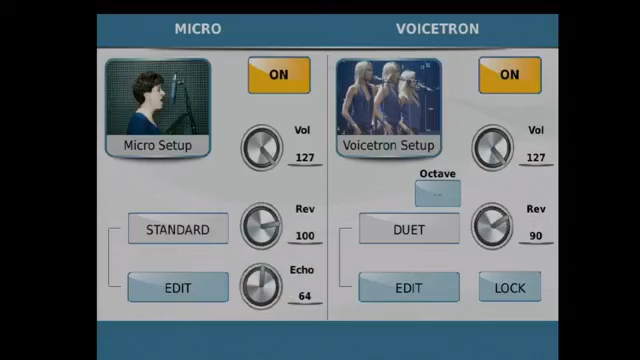 MICRO
VOICETRON
ON
ON
Vol
127
Vol
127
Micro Setup
Voicetron Setup
Octave
--
Rev
100
Rev
90
STANDARD
DUET
Echo
64
EDIT
EDIT
LOCK